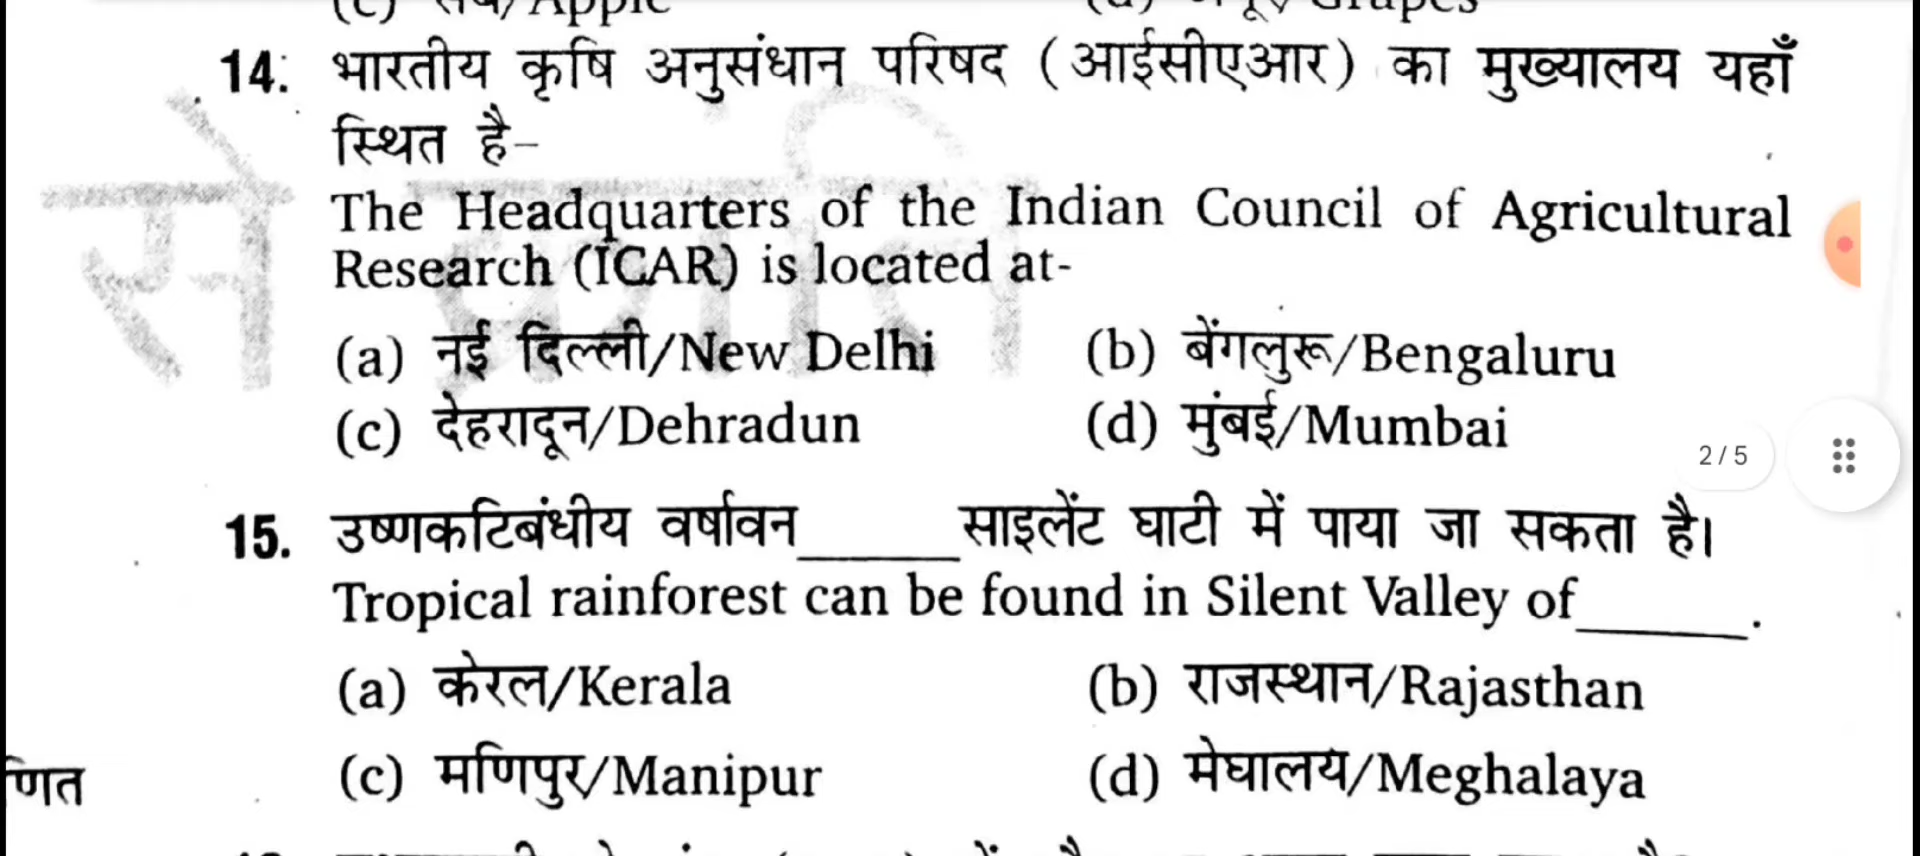 14. भारतीय कृषि अनुसंधान परिषद (आईसीएआर) का मुख्यालय यहाँ
स्थित है-
The Headquarters of the Indian Council of Agricultural
Research (ICAR) is located at-
(a) नई दिल्ली/New Delhi (b) बेंगलुरू/Bengaluru
(c) देहरादून/Dehradun (d) मुंबई/Mumbai
2 / 5
15. उष्णकटिबंधीय वर्षावन______साइलेंट घाटी में पाया जा सकता है।
Tropical rainforest can be found in Silent Valley of______.
(a) केरल/Kerala (b) राजस्थान/Rajasthan
(c) मणिपुर/Manipur (d) मेघालय/Meghalaya